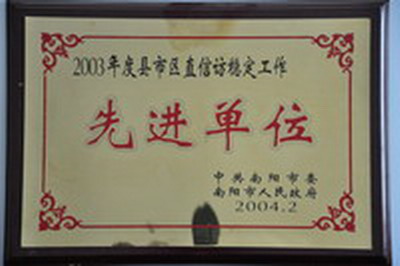 2003年度县市区直信访稳定工作
先进单位
中共南阳市委
南阳市人民政府
2004.2